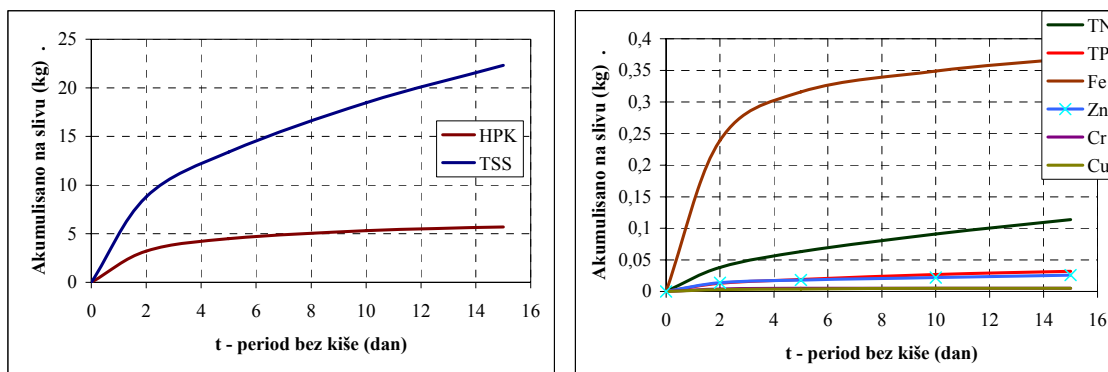 Akumulisano na slivu (kg) .
25
20
15
10
5
0
0 2 4 6 8 10 12 14 16
t - period bez kiše (dan)
HPK
TSS
Akumulisano na slivu (kg) .
0,4
0,35
0,3
0,25
0,2
0,15
0,1
0,05
0
0 2 4 6 8 10 12 14 16
t - period bez kiše (dan)
TN
TP
Fe
Zn
Cr
Cu